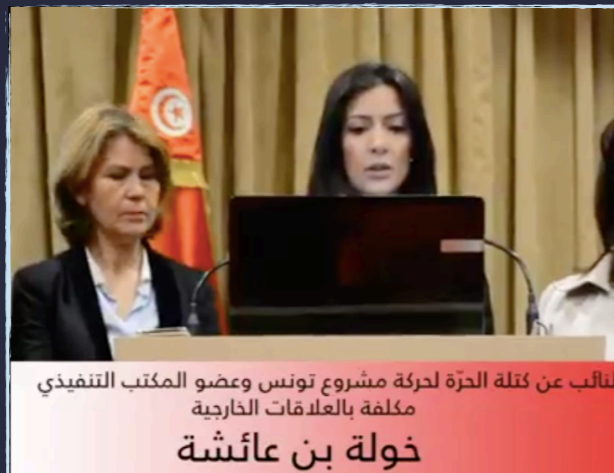 النائب عن كتلة الحرّة لحركة مشروع تونس وعضو المكتب التنفيذي
مكلفة بالعلاقات الخارجية
خولة بن عائشة